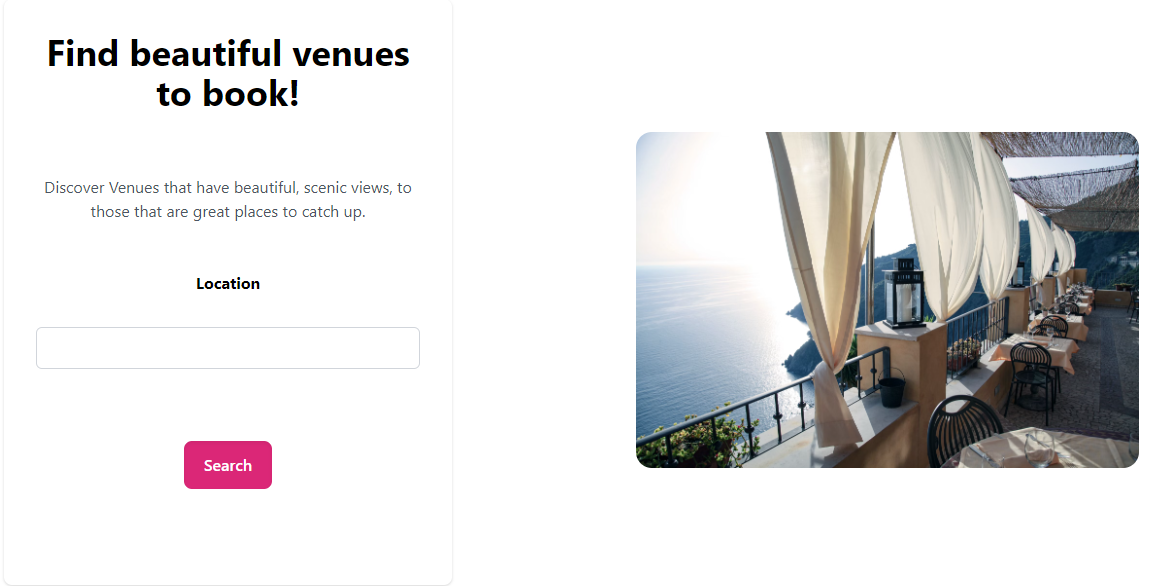 Find beautiful venues
to book!
Discover Venues that have beautiful, scenic views, to
those that are great places to catch up.
Location
Search